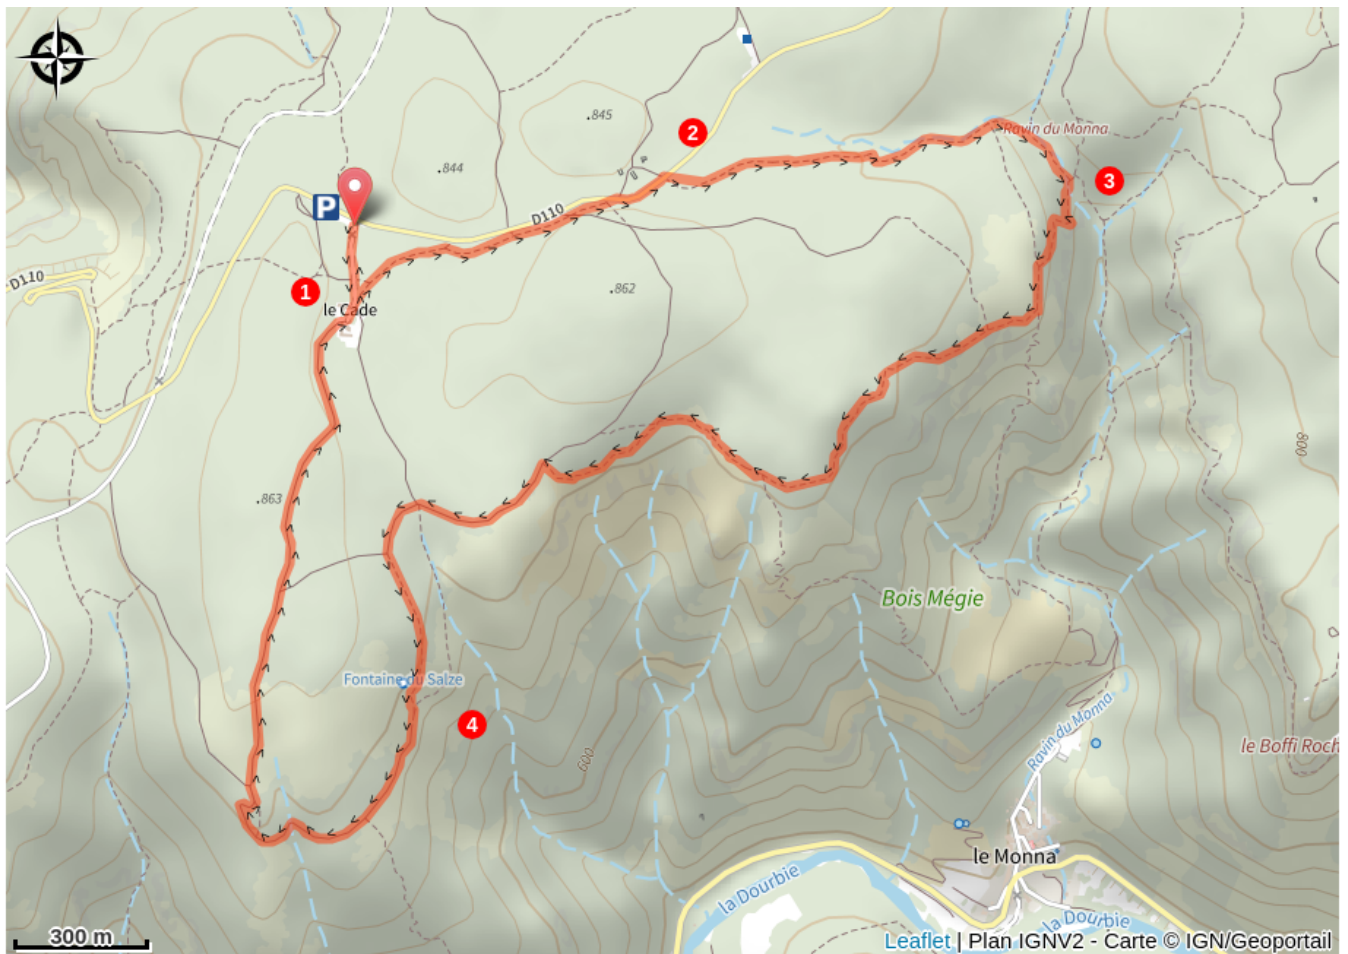 .845
2
Ravin du Monna
.844
3
P
D110
D110
1
.862
le Cade
800
.863
Bois Mégie
Fontaine du Salze
4
Ravin du Monna
le Boffi Roch
600
le Monna
la Dourbie
la Dourbie
300 m
Leaflet | Plan IGNV2 - Carte © IGN/Geoportail